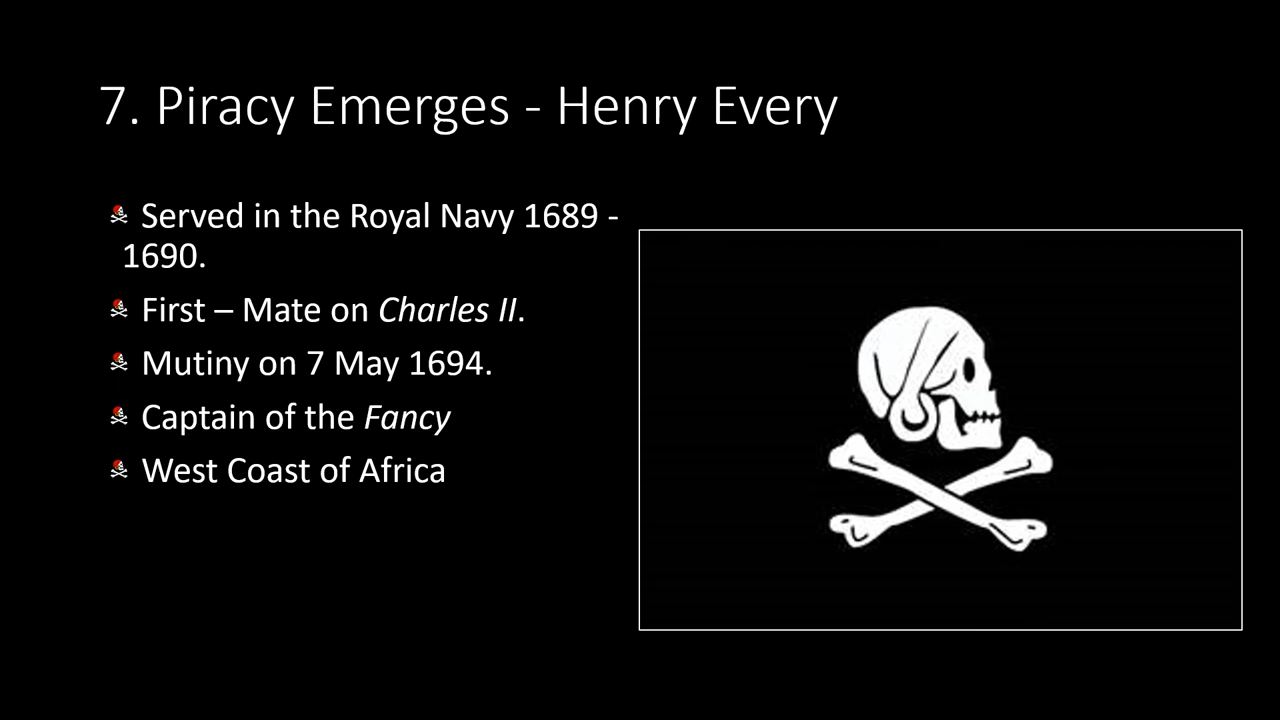 7. Piracy Emerges - Henry Every
Served in the Royal Navy 1689 -
1690.
First – Mate on Charles II.
Mutiny on 7 May 1694.
Captain of the Fancy
West Coast of Africa